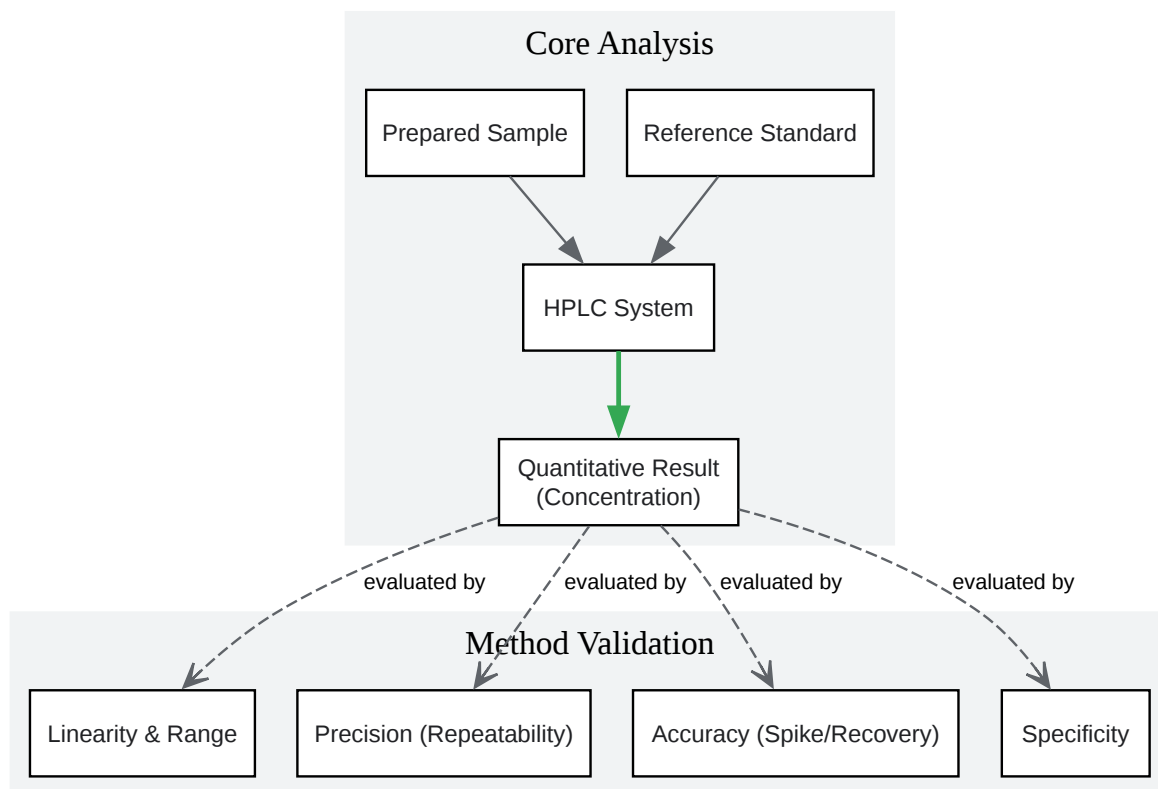 Core Analysis
Prepared Sample
Reference Standard
HPLC System
Quantitative Result
(Concentration)
evaluated by
evaluated by
evaluated by
evaluated by
Method Validation
Linearity & Range
Precision (Repeatability)
Accuracy (Spike/Recovery)
Specificity